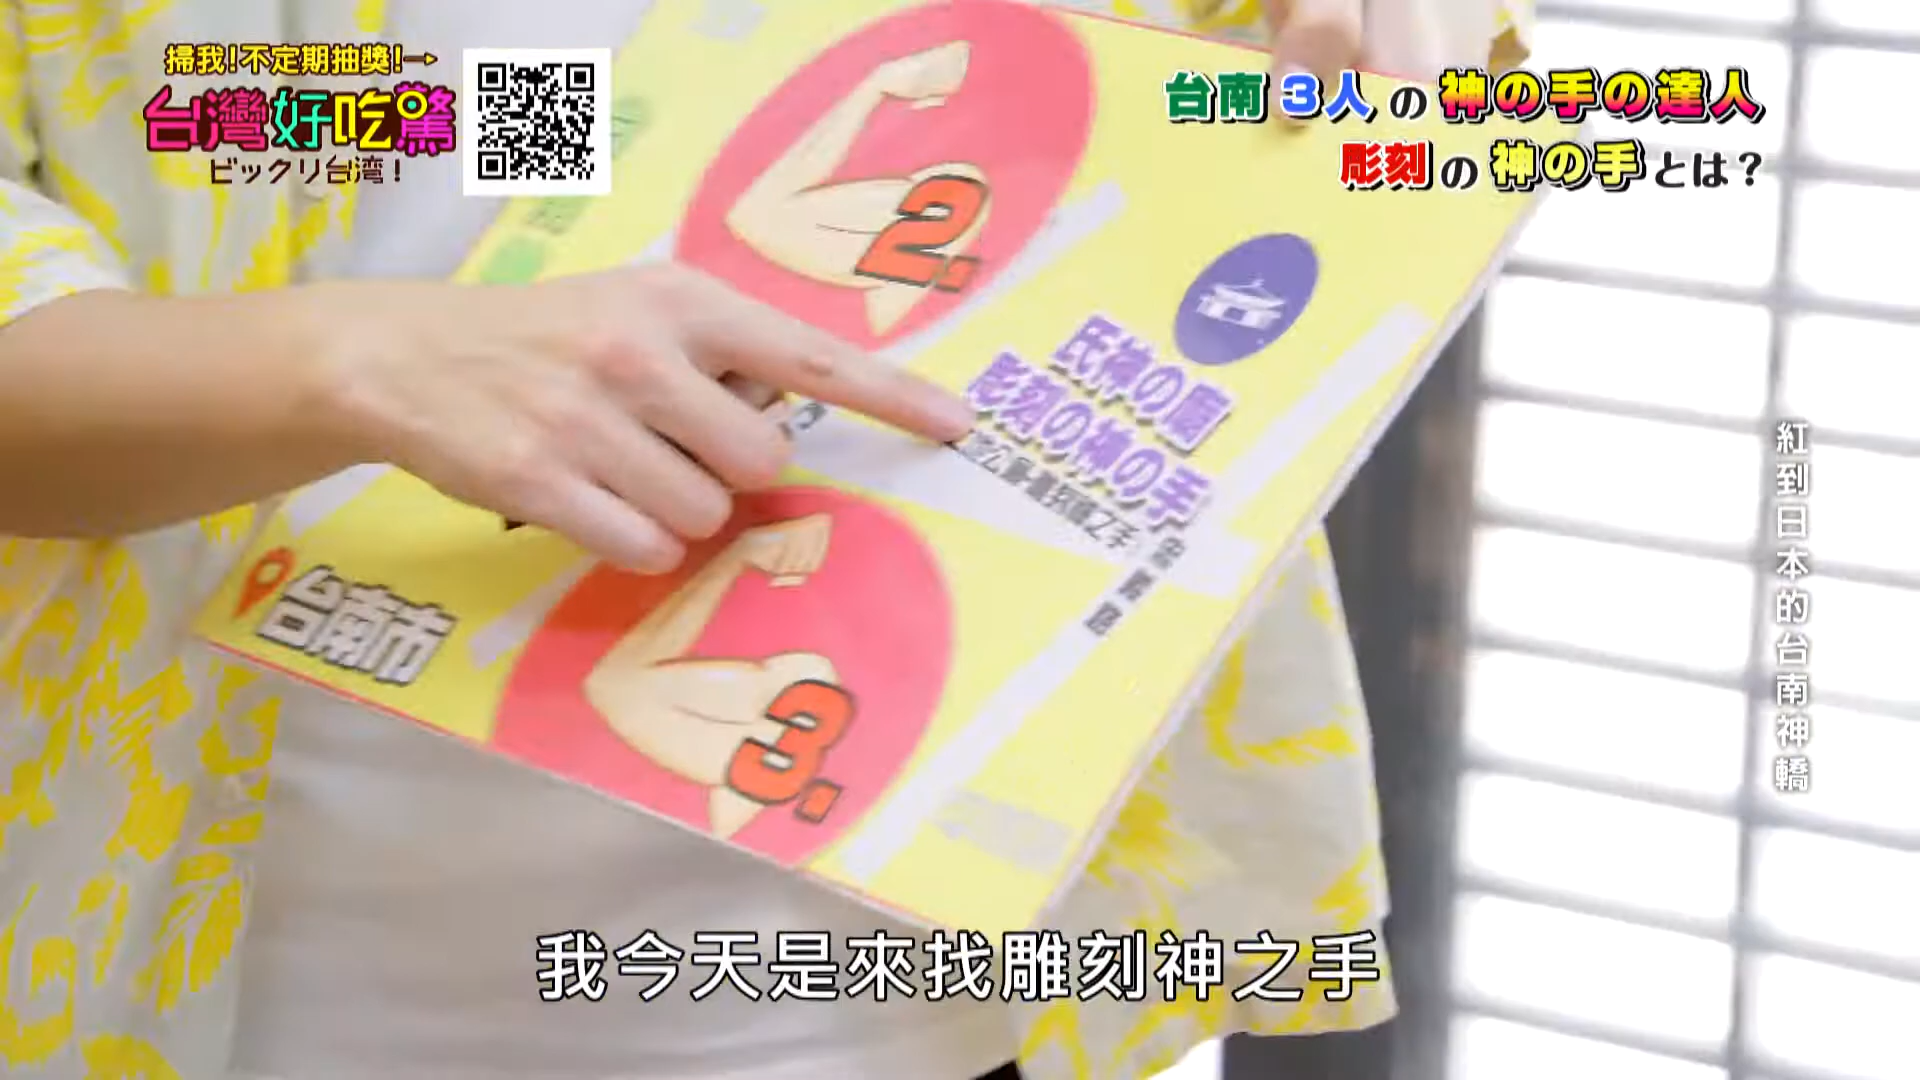 掃我!不定期抽獎!→
台灣好吃驚
ビックリ台湾!
台南3人の神の手の達人
彫刻の神の手とは?
2.
氏神の廟
彫刻の神の手
之手
3.
台南市
紅到日本的台南神轎
我今天是來找雕刻神之手